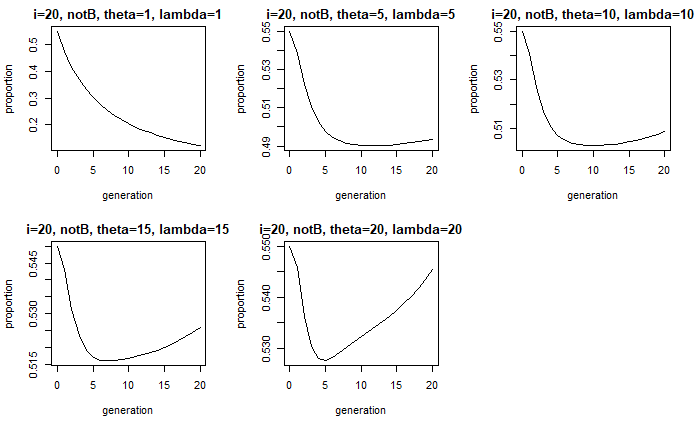 i=20, notB, theta=1, lambda=1
proportion
0.5
0.4
0.3
0.2
0 5 10 15 20
generation
i=20, notB, theta=5, lambda=5
proportion
0.55
0.53
0.51
0.49
0 5 10 15 20
generation
i=20, notB, theta=10, lambda=10
proportion
0.55
0.53
0.51
0 5 10 15 20
generation
i=20, notB, theta=15, lambda=15
proportion
0.545
0.530
0.515
0 5 10 15 20
generation
i=20, notB, theta=20, lambda=20
proportion
0.550
0.540
0.530
0 5 10 15 20
generation